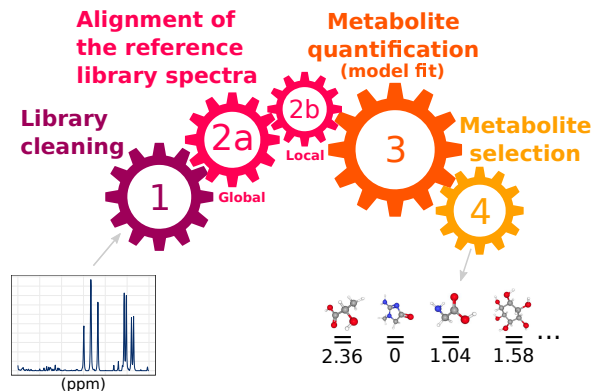 Alignment of
the reference
library spectra
Metabolite
quantification
(model fit)
Library
cleaning
Metabolite
selection
1
2a
2b
3
4
Global
Local
(ppm)
= = = = ...
2.36 0 1.04 1.58